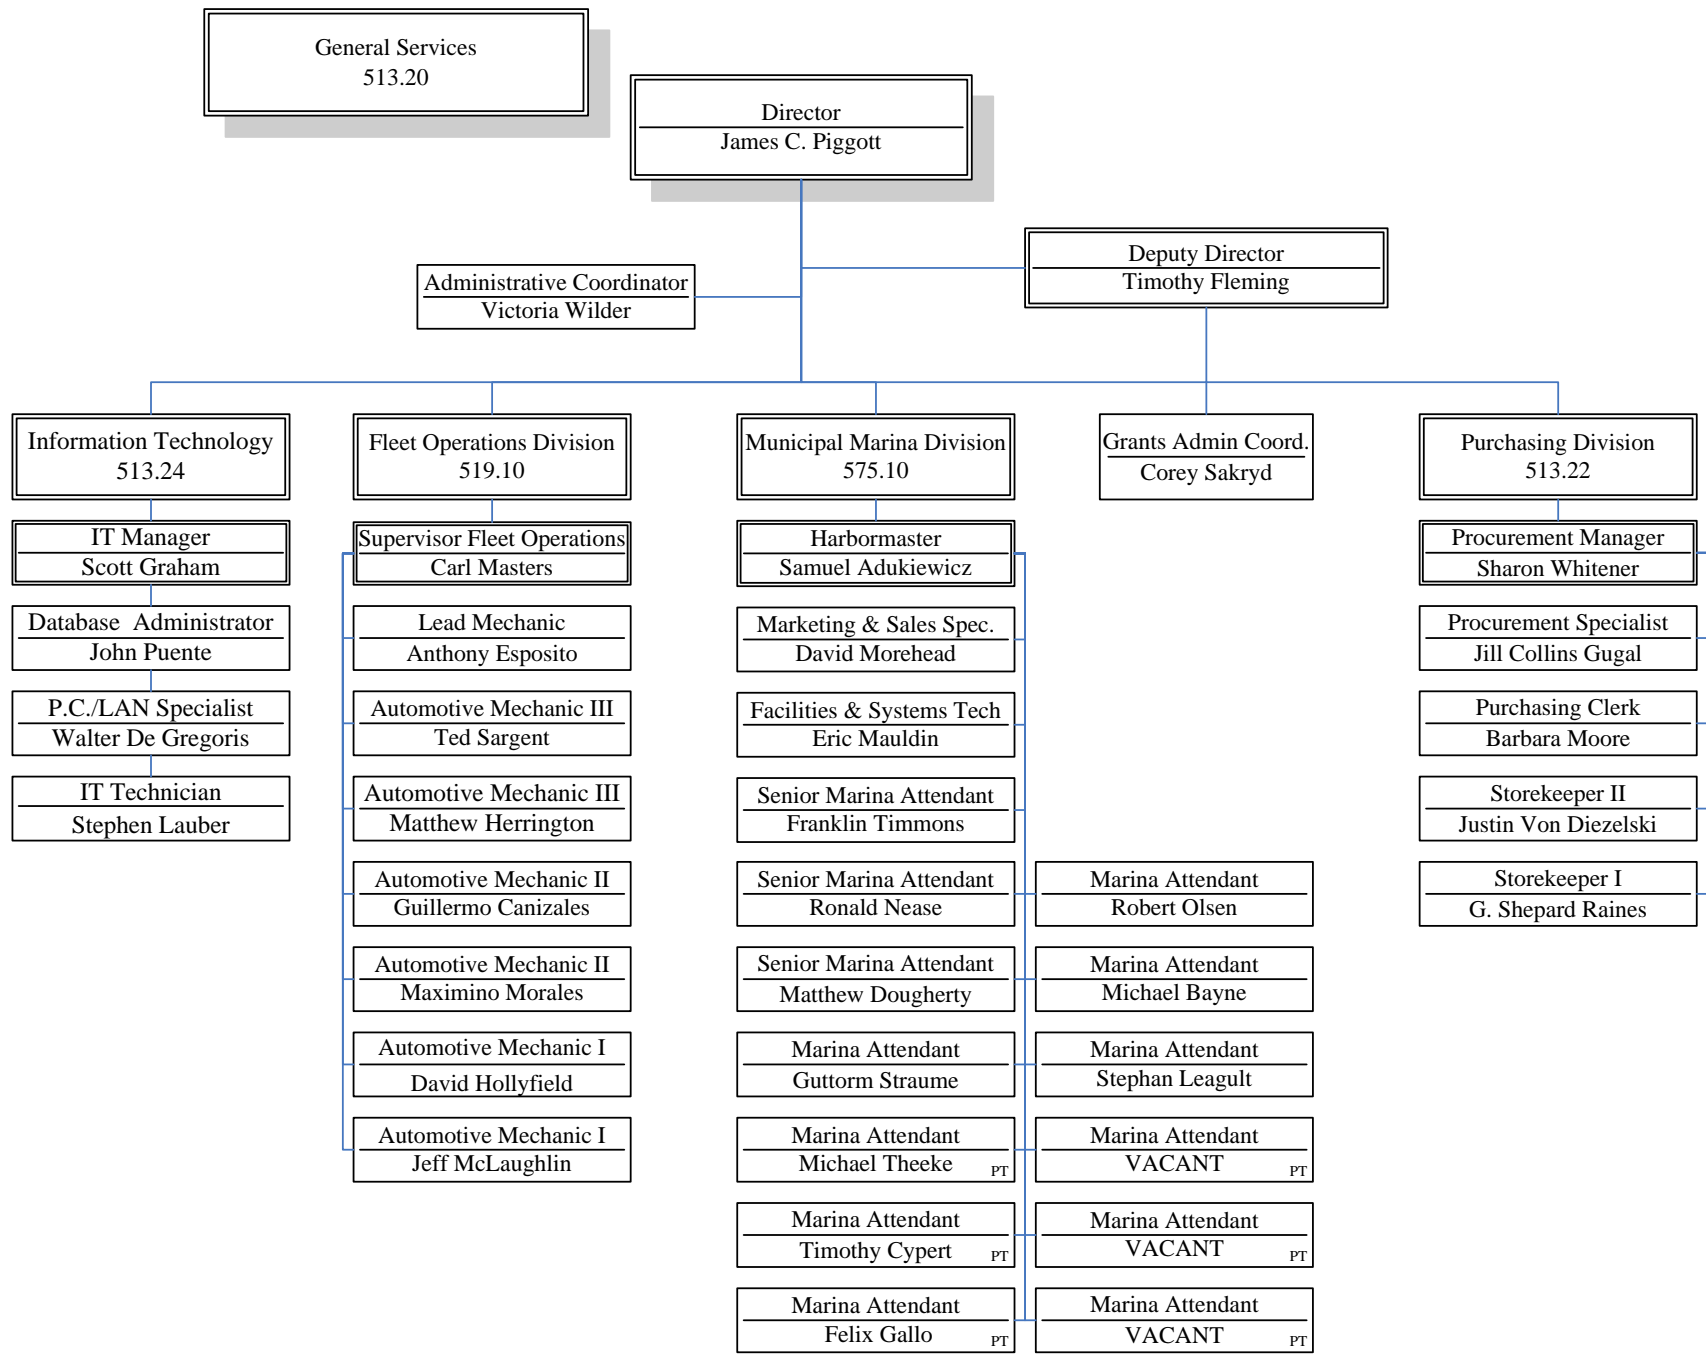 General Services
513.20
Director
James C. Piggott
Deputy Director
Timothy Fleming
Administrative Coordinator
Victoria Wilder
Information Technology
513.24
IT Manager
Scott Graham
Database  Administrator
John Puente
P.C./LAN Specialist
Walter De Gregoris
IT Technician
Stephen Lauber
Fleet Operations Division
519.10
Supervisor Fleet Operations
Carl Masters
Lead Mechanic
Anthony Esposito
Automotive Mechanic III
Ted Sargent
Automotive Mechanic III
Matthew Herrington
Automotive Mechanic II
Guillermo Canizales
Automotive Mechanic II
Maximino Morales
Automotive Mechanic I
David Hollyfield
Automotive Mechanic I
Jeff McLaughlin
Municipal Marina Division
575.10
Harbormaster
Samuel Adukiewicz
Marketing & Sales Spec.
David Morehead
Facilities & Systems Tech
Eric Mauldin
Senior Marina Attendant
Franklin Timmons
Senior Marina Attendant
Ronald Nease
Senior Marina Attendant
Matthew Dougherty
Marina Attendant
Guttorm Straume
Marina Attendant
Michael Theeke PT
Marina Attendant
Timothy Cypert PT
Marina Attendant
Felix Gallo PT
Marina Attendant
Robert Olsen
Marina Attendant
Michael Bayne
Marina Attendant
Stephan Leagult
Marina Attendant
VACANT PT
Marina Attendant
VACANT PT
Marina Attendant
VACANT PT
Grants Admin Coord.
Corey Sakryd
Purchasing Division
513.22
Procurement Manager
Sharon Whitener
Procurement Specialist
Jill Collins Gugal
Purchasing Clerk
Barbara Moore
Storekeeper II
Justin Von Diezelski
Storekeeper I
G. Shepard Raines